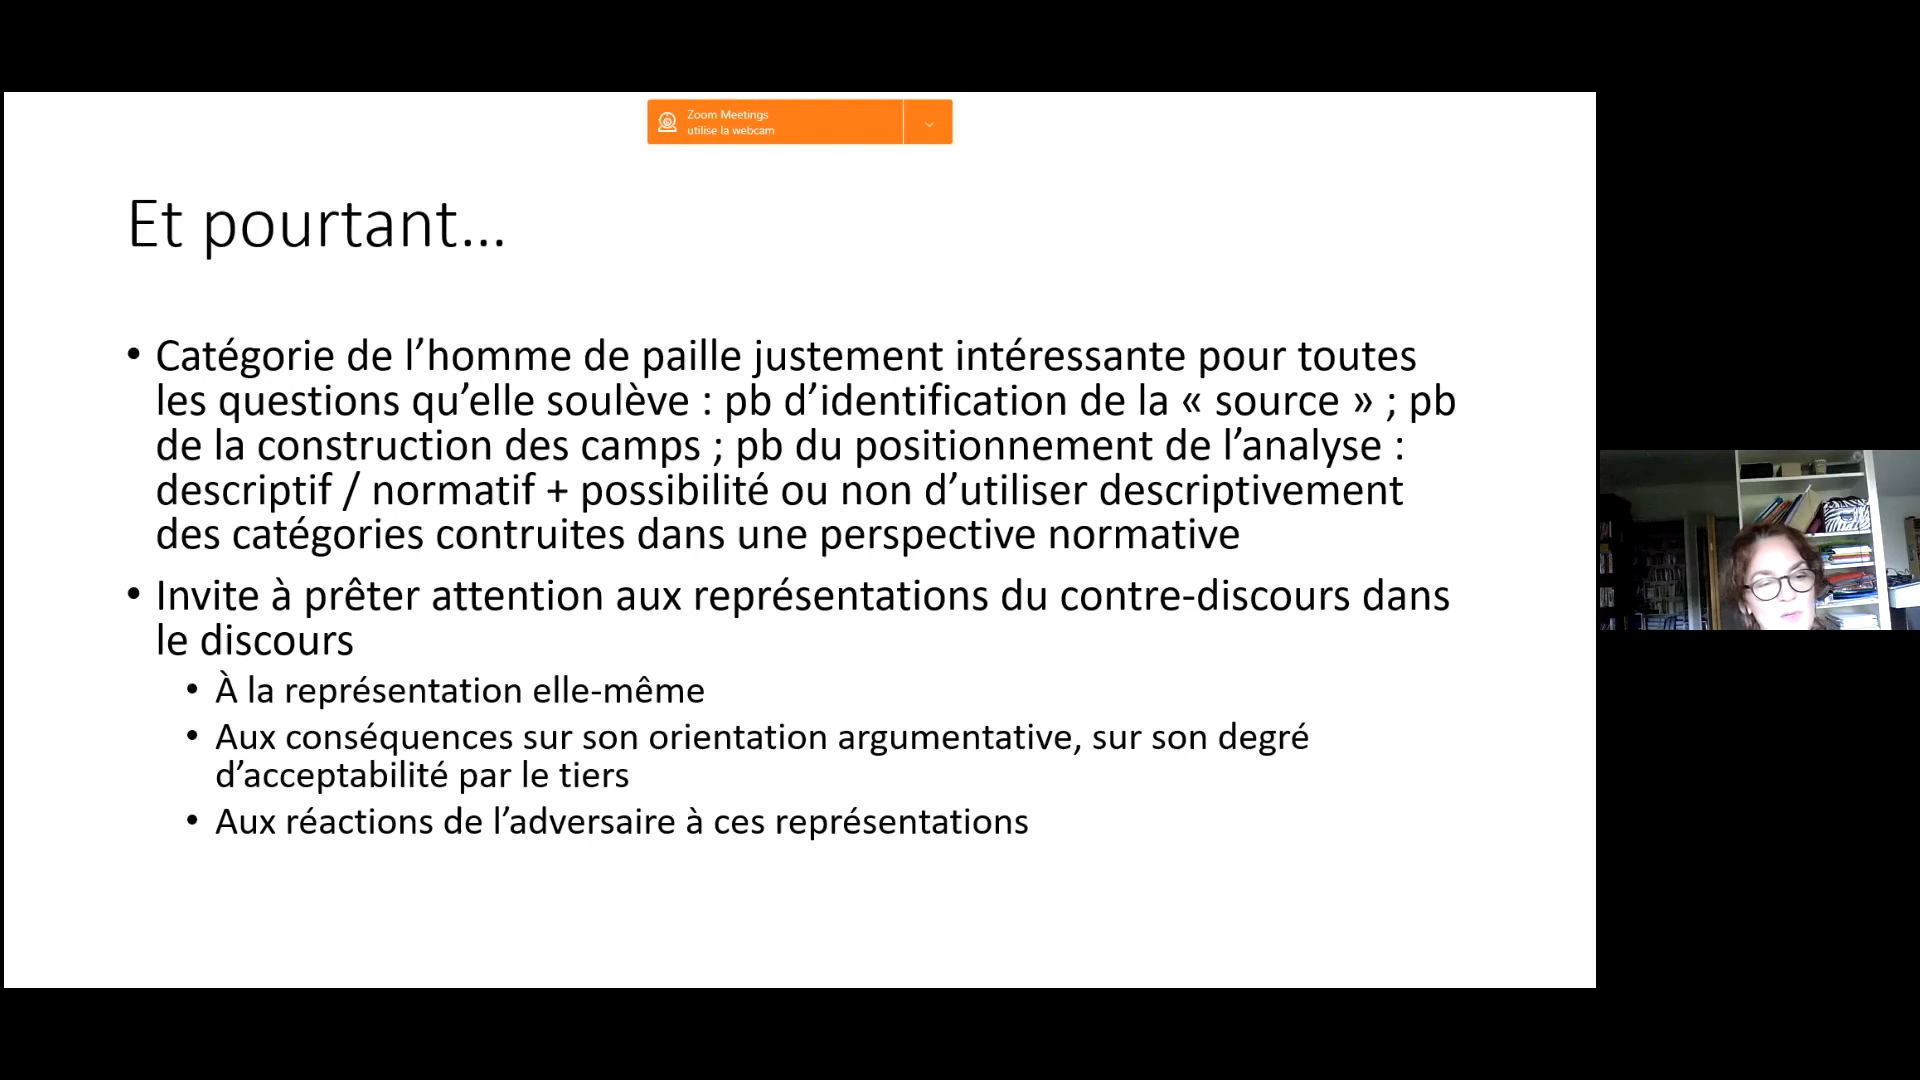 Zoom Meetings
utilise la webcam
Et pourtant...
• Catégorie de l’homme de paille justement intéressante pour toutes
les questions qu’elle soulève : pb d’identification de la « source » ; pb
de la construction des camps ; pb du positionnement de l’analyse :
descriptif / normatif + possibilité ou non d’utiliser descriptivement
des catégories contruites dans une perspective normative
• Invite à prêter attention aux représentations du contre-discours dans
le discours
• À la représentation elle-même
• Aux conséquences sur son orientation argumentative, sur son degré
d’acceptabilité par le tiers
• Aux réactions de l’adversaire à ces représentations